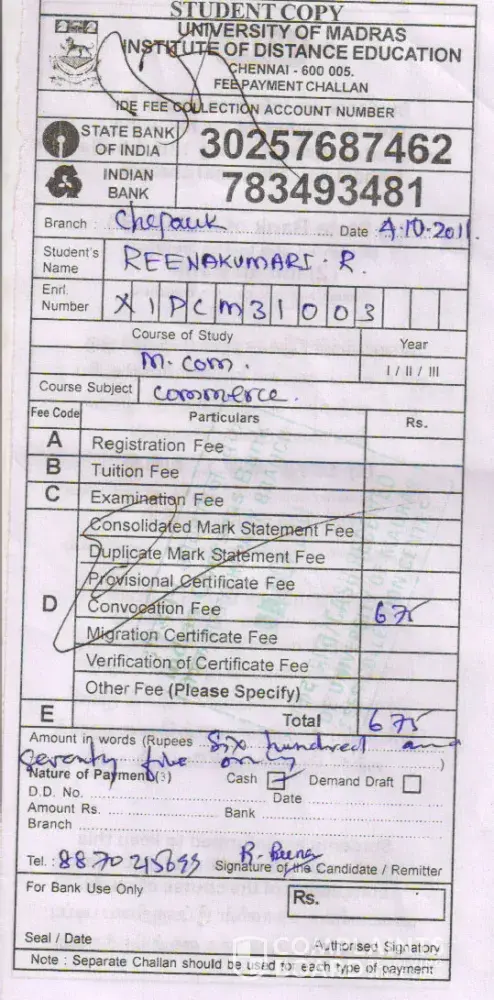 STUDENT COPY
UNIVERSITY OF MADRAS
INSTITUTE OF DISTANCE EDUCATION
CHENNAI - 600 005.
FEE PAYMENT CHALLAN
IDE FEE COLLECTION ACCOUNT NUMBER
STATE BANK OF INDIA 30257687462
INDIAN BANK 783493481
Branch : Chepauk Date : 4.10.2011.
Student's Name REENAKUMARI. R.
Enrl. Number X I P C M 3 1 0 0 3
Course of Study Year
M. Com. I / II / III
Course Subject Commerce.
Fee Code Particulars Rs.
A Registration Fee
B Tuition Fee
C Examination Fee
Consolidated Mark Statement Fee
Duplicate Mark Statement Fee
Provisional Certificate Fee
D Convocation Fee 675
Migration Certificate Fee
Verification of Certificate Fee
Other Fee (Please Specify)
E Total 675
Amount in words (Rupees Six hundred and
Seventy five only )
Nature of Payment (3) Cash Demand Draft
D.D. No. Date
Amount Rs. Bank
Branch
Tel. : R. Reena
Signature of the Candidate / Remitter
For Bank Use Only Rs.
Seal / Date Authorised Signatory
Note : Separate Challan should be used for each type of payment